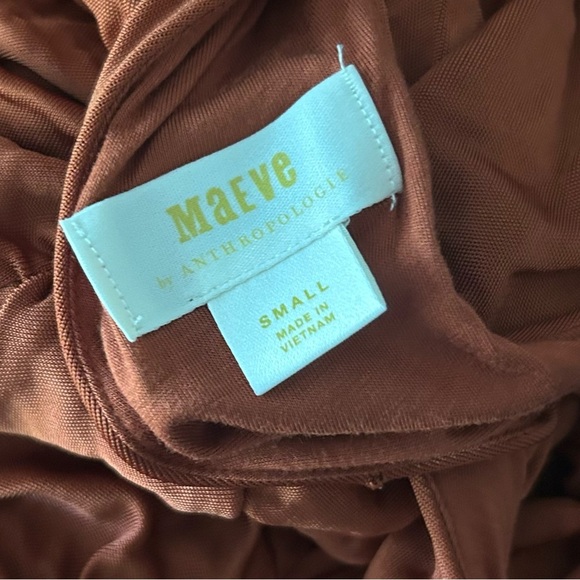 MaEVe
by ANTHROPOLOGIE
SMALL
MADE IN
VIETNAM